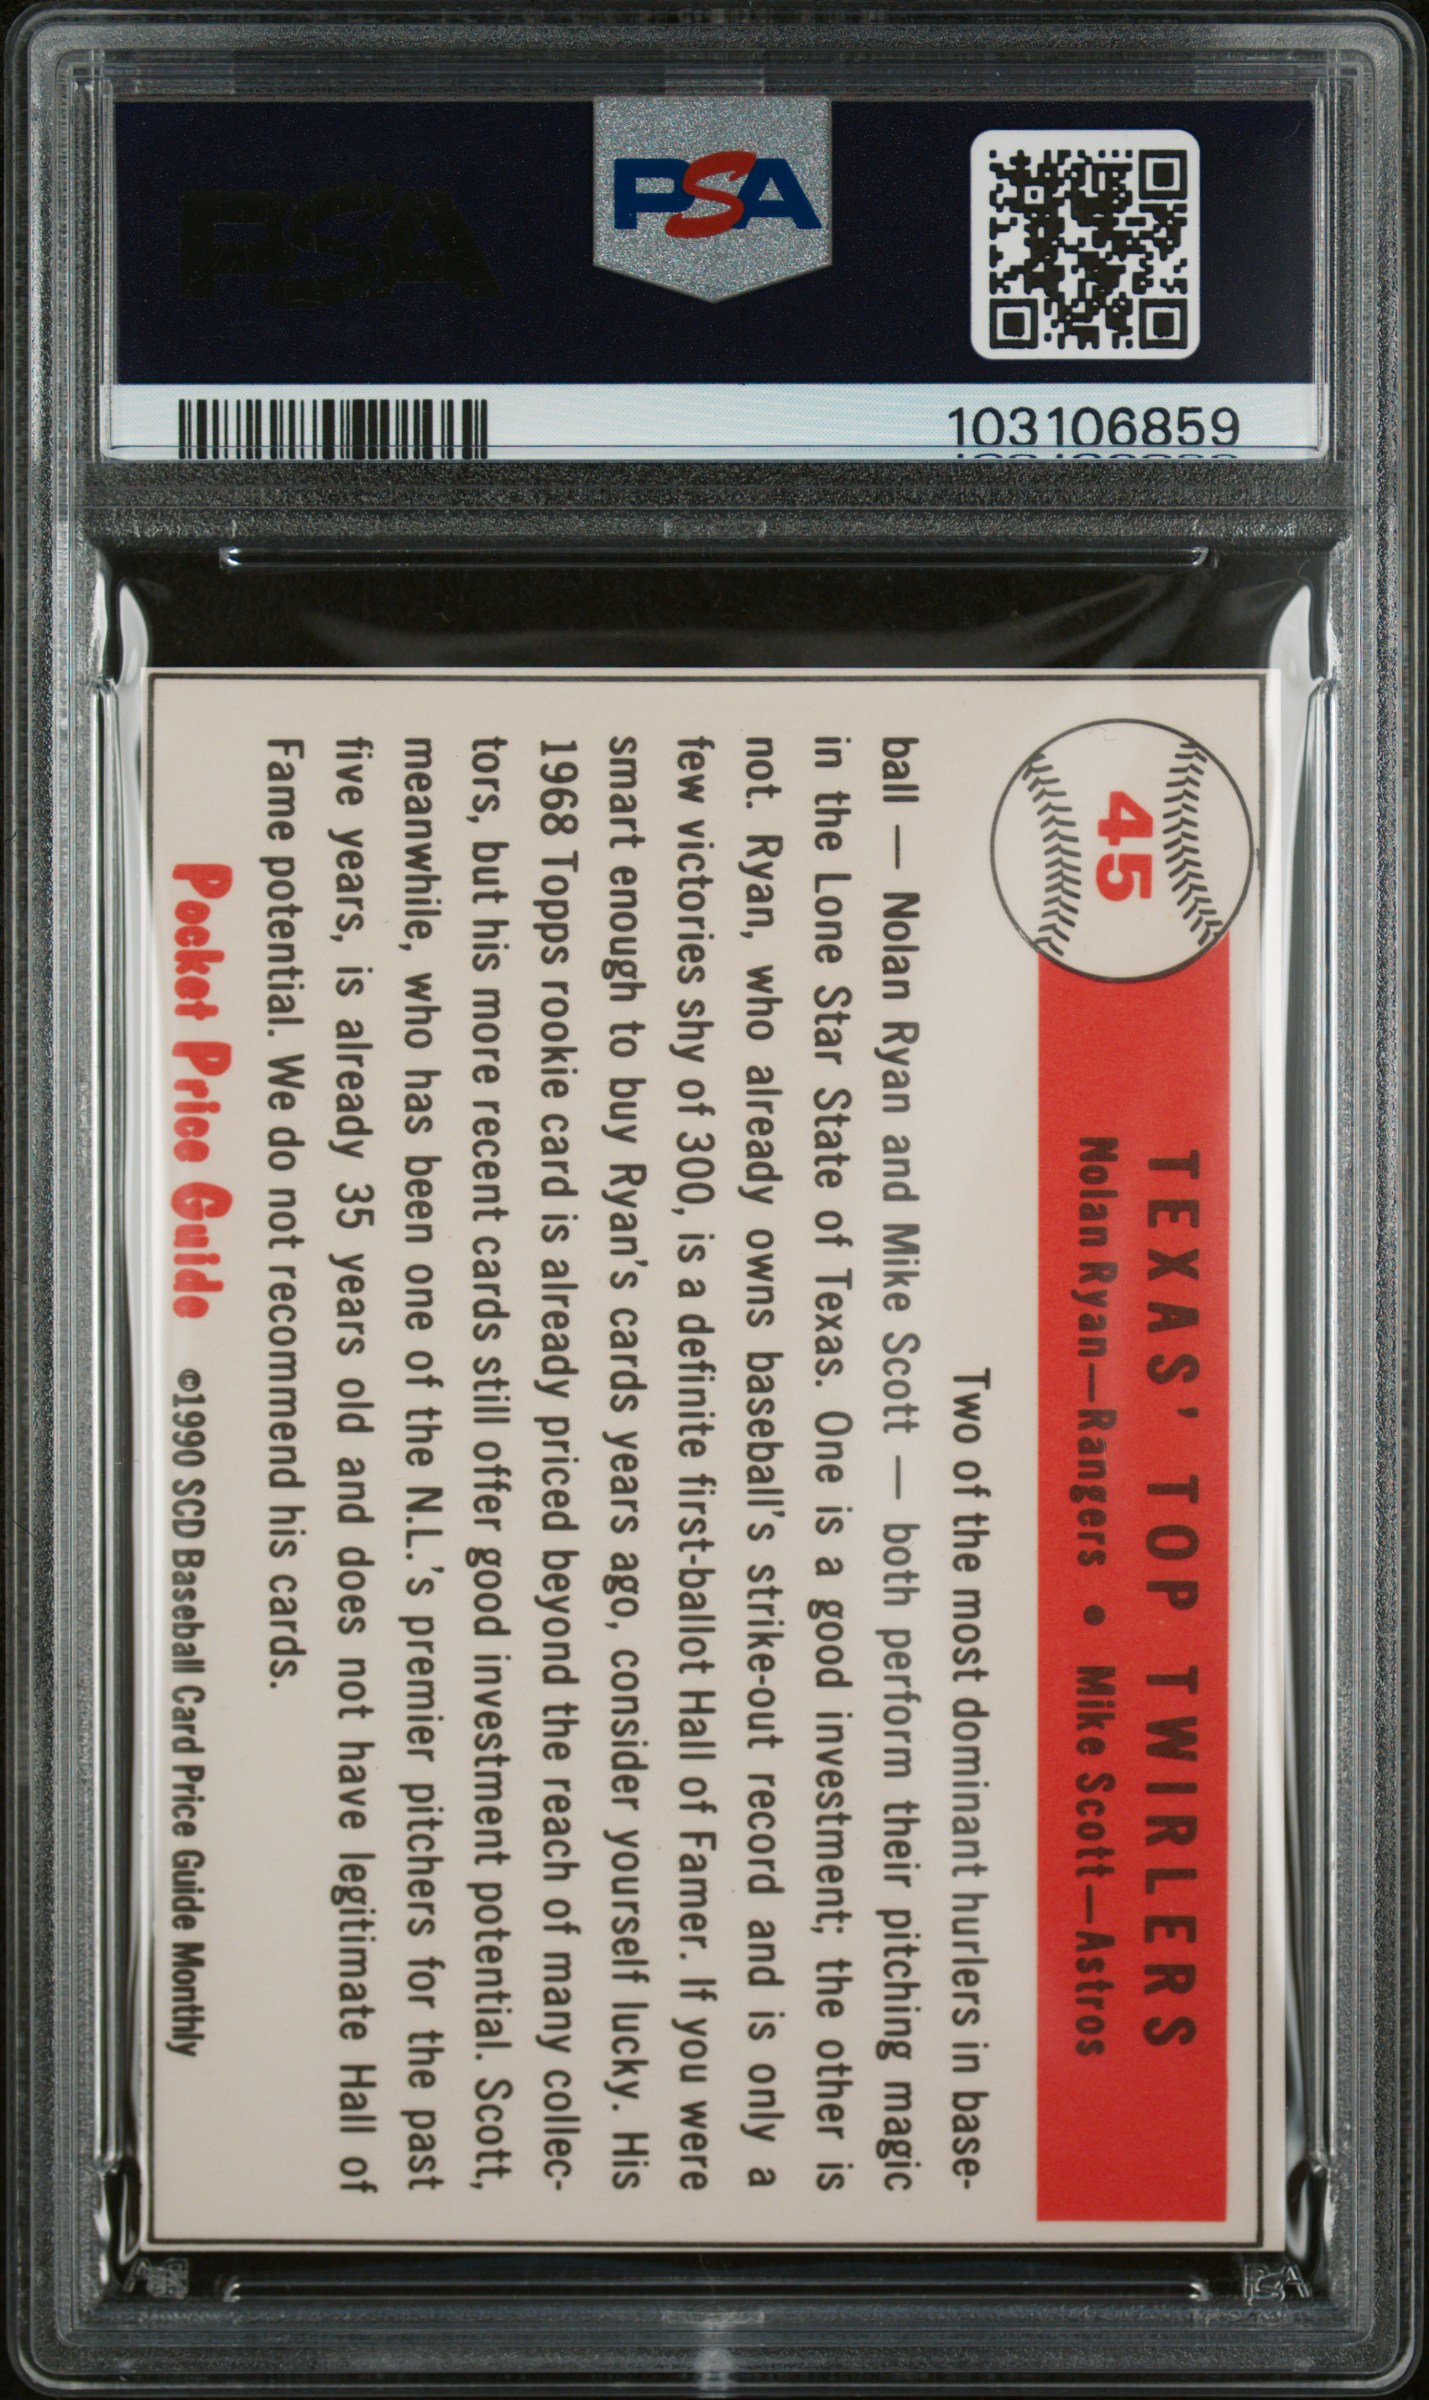 PSA
PSA
103106859
45
TEXAS' TOP TWIRLERS
Nolan Ryan—Rangers • Mike Scott—Astros
Two of the most dominant hurlers in base-
ball — Nolan Ryan and Mike Scott — both perform their pitching magic
in the Lone Star State of Texas. One is a good investment; the other is
not. Ryan, who already owns baseball's strike-out record and is only a
few victories shy of 300, is a definite first-ballot Hall of Famer. If you were
smart enough to buy Ryan's cards years ago, consider yourself lucky. His
1968 Topps rookie card is already priced beyond the reach of many collec-
tors, but his more recent cards still offer good investment potential. Scott,
meanwhile, who has been one of the N.L.'s premier pitchers for the past
five years, is already 35 years old and does not have legitimate Hall of
Fame potential. We do not recommend his cards.
Pocket Price Guide ©1990 SCD Baseball Card Price Guide Monthly
PSA